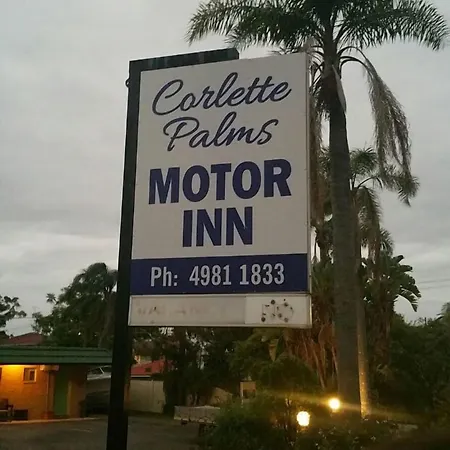 Corlette
Palms
MOTOR
INN
Ph: 4981 1833